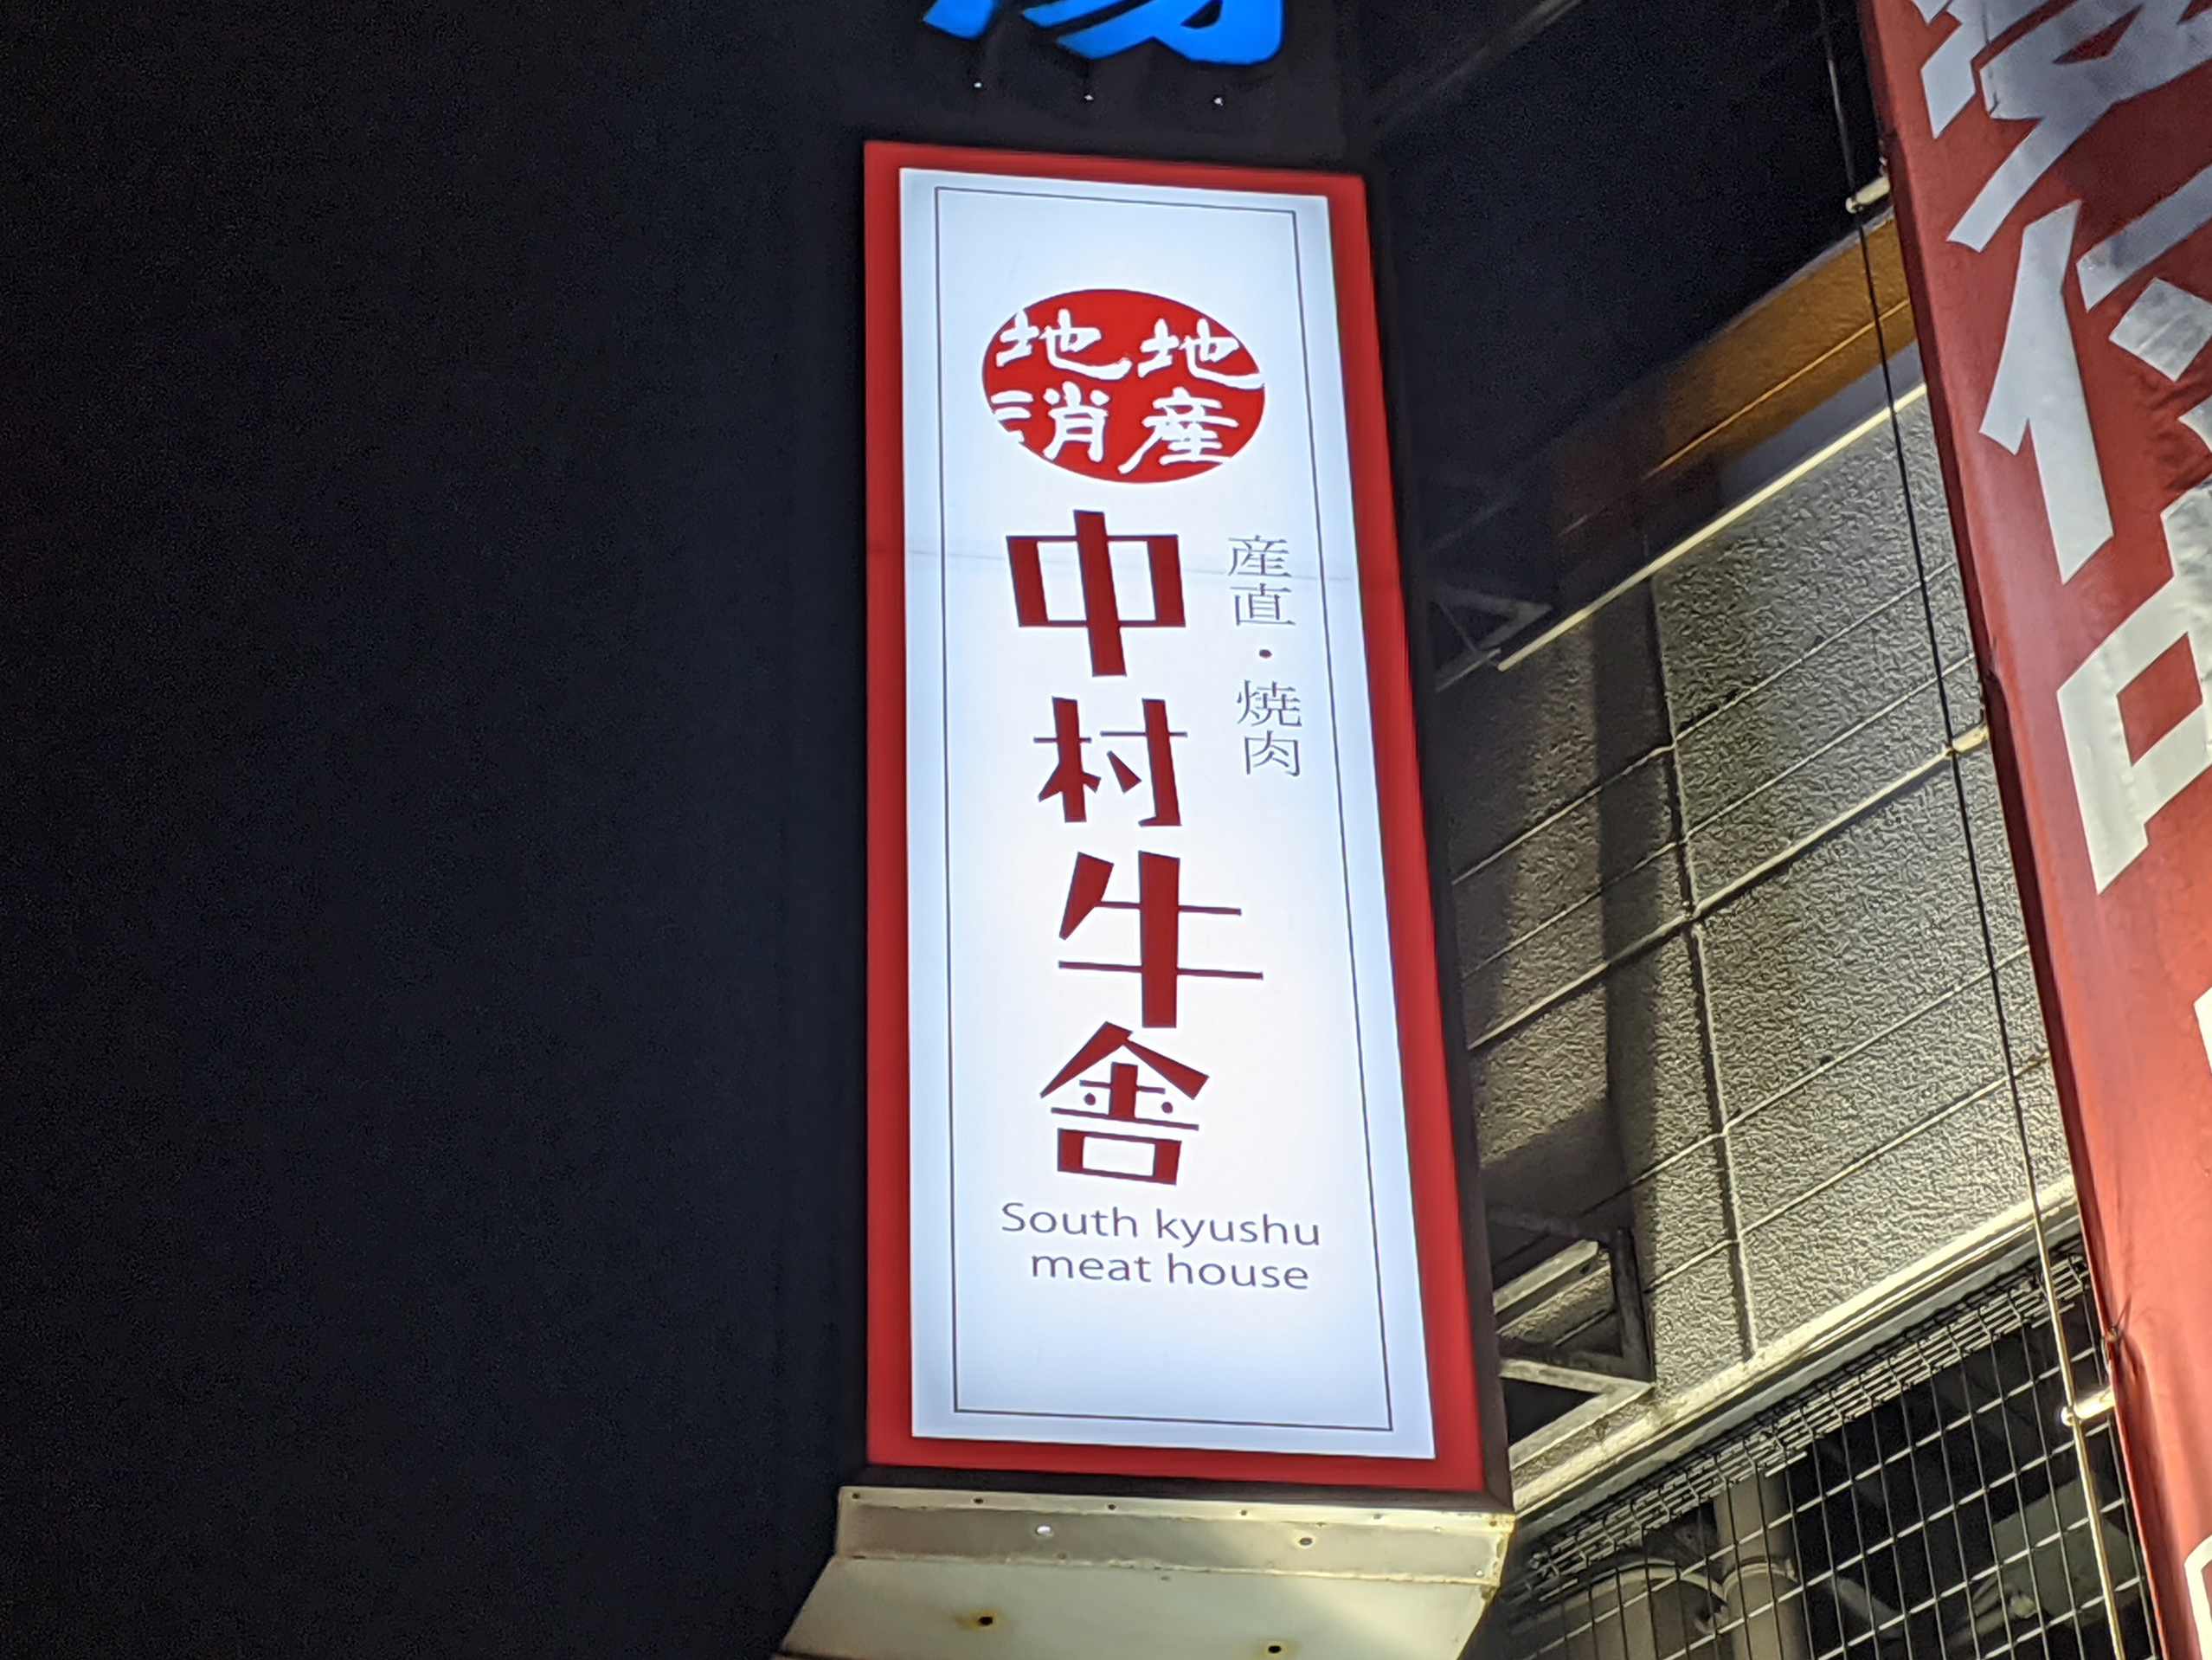 地産
地消
産直・焼肉
中村牛舎
South kyushu
meat house